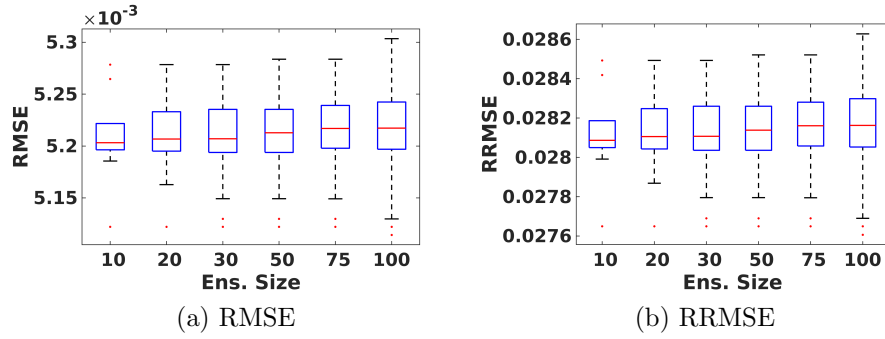 ×10⁻³
5.3
5.25
5.2
5.15
RMSE
10 20 30 50 75 100
Ens. Size
(a) RMSE
0.0286
0.0284
0.0282
0.028
0.0278
0.0276
RRMSE
10 20 30 50 75 100
Ens. Size
(b) RRMSE